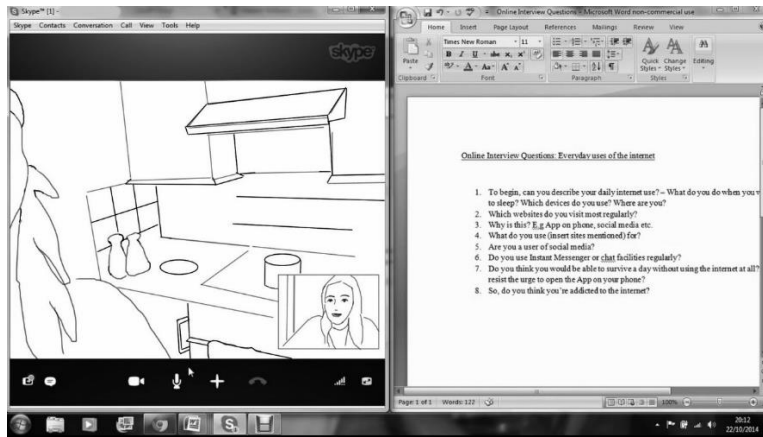 Skype™ [1] -
Skype Contacts Conversation Call View Tools Help
skype
Online Interview Questions - Microsoft Word non-commercial use
Home Insert Page Layout References Mailings Review View
Times New Roman 11
Paste
Quick Styles
Change Styles
Editing
Clipboard Font Paragraph Styles
Online Interview Questions: Everyday uses of the internet
1. To begin, can you describe your daily internet use? – What do you do when you w
to sleep? Which devices do you use? Where are you?
2. Which websites do you visit most regularly?
3. Why is this? E.g App on phone, social media etc.
4. What do you use (insert sites mentioned) for?
5. Are you a user of social media?
6. Do you use Instant Messenger or chat facilities regularly?
7. Do you think you would be able to survive a day without using the internet at all?
resist the urge to open the App on your phone?
8. So, do you think you're addicted to the internet?
Page: 1 of 1 Words: 122 100%
20:12
22/10/2014